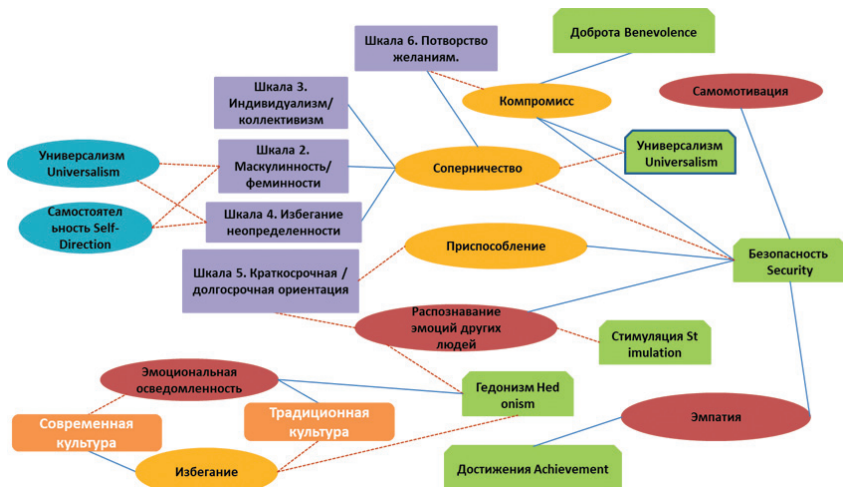 Доброта Benevolence
Шкала 6. Потворство
желаниям.
Самомотивация
Шкала 3.
Индивидуализм/
коллективизм
Компромисс
Универсализм
Universalism
Универсализм
Universalism
Шкала 2.
Маскулинность/
феминности
Соперничество
Самостоятел
ьность Self-
Direction
Шкала 4. Избегание
неопределенности
Приспособление
Безопасность
Security
Шкала 5. Краткосрочная /
долгосрочная ориентация
Распознавание
эмоций других
людей
Стимуляция St
imulation
Эмоциональная
осведомленность
Гедонизм Hed
onism
Современная
культура
Традиционная
культура
Эмпатия
Избегание
Достижения Achievement